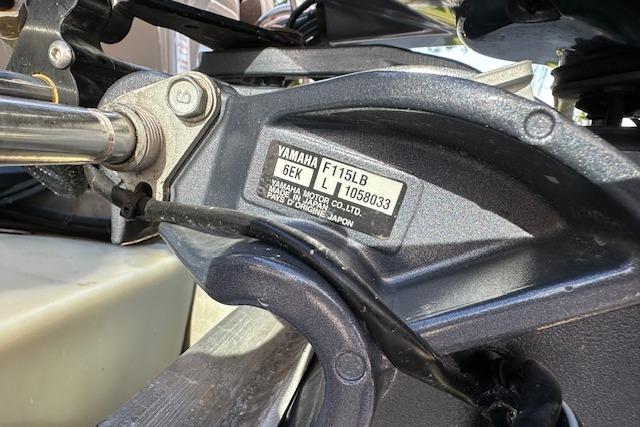 YAMAHA F115LB
6EK L 1058033
YAMAHA MOTOR CO., LTD.
MADE IN JAPAN
PAYS D'ORIGINE JAPON